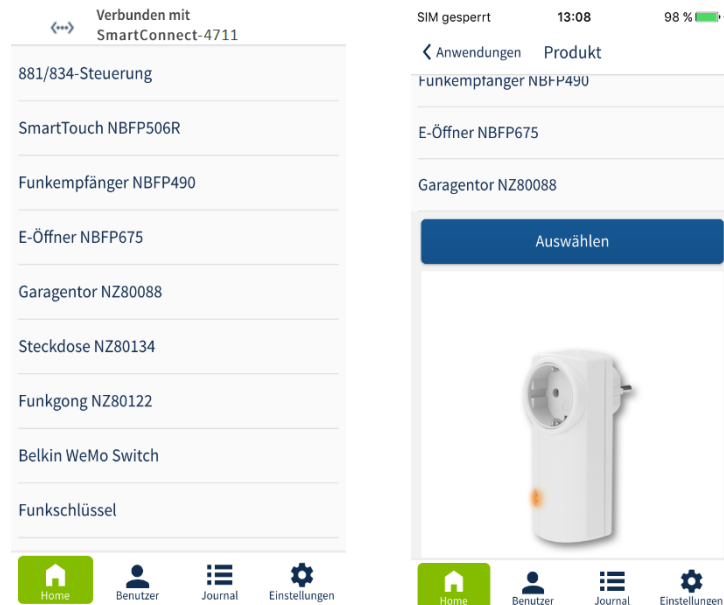 Verbunden mit
SmartConnect-4711
881/834-Steuerung
SmartTouch NBFP506R
Funkempfänger NBFP490
E-Öffner NBFP675
Garagentor NZ80088
Steckdose NZ80134
Funkgong NZ80122
Belkin WeMo Switch
Funkschlüssel
Home Benutzer Journal Einstellungen
SIM gesperrt 13:08 98 %
Anwendungen Produkt
Funkempfänger NBFP490
E-Öffner NBFP675
Garagentor NZ80088
Auswählen
Home Benutzer Journal Einstellungen